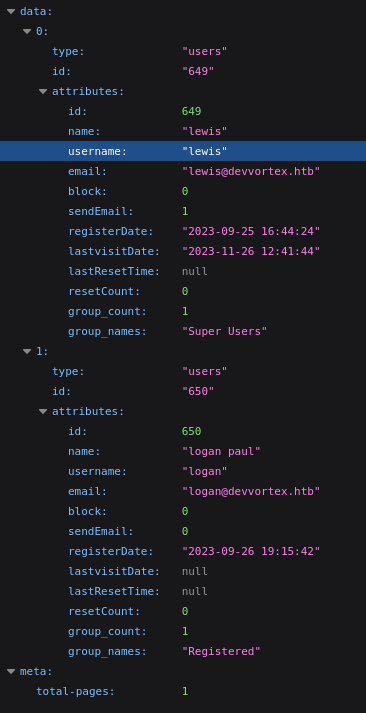 data:
0:
type: "users"
id: "649"
attributes:
id: 649
name: "lewis"
username: "lewis"
email: "lewis@devvortex.htb"
block: 0
sendEmail: 1
registerDate: "2023-09-25 16:44:24"
lastvisitDate: "2023-11-26 12:41:44"
lastResetTime: null
resetCount: 0
group_count: 1
group_names: "Super Users"
1:
type: "users"
id: "650"
attributes:
id: 650
name: "logan paul"
username: "logan"
email: "logan@devvortex.htb"
block: 0
sendEmail: 0
registerDate: "2023-09-26 19:15:42"
lastvisitDate: null
lastResetTime: null
resetCount: 0
group_count: 1
group_names: "Registered"
meta:
total-pages: 1